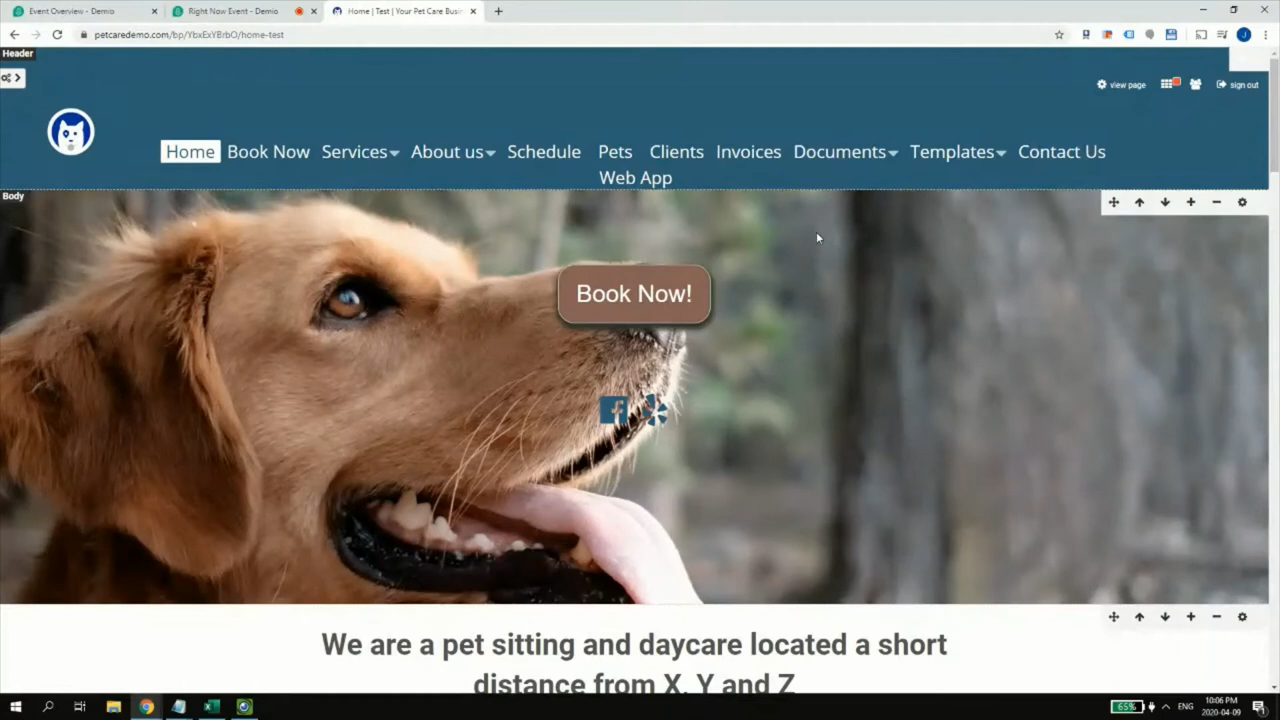 Event Overview - Demio
Right Now Event - Demio
Home | Test | Your Pet Care Busin
petcaredemo.com/bp/YbxExYBrbO/home-test
Header
view page
sign out
Home Book Now Services About us Schedule Pets Clients Invoices Documents Templates Contact Us
Web App
Body
Book Now!
We are a pet sitting and daycare located a short
distance from X, Y and Z
65%
ENG
10:06 PM
2020-04-09